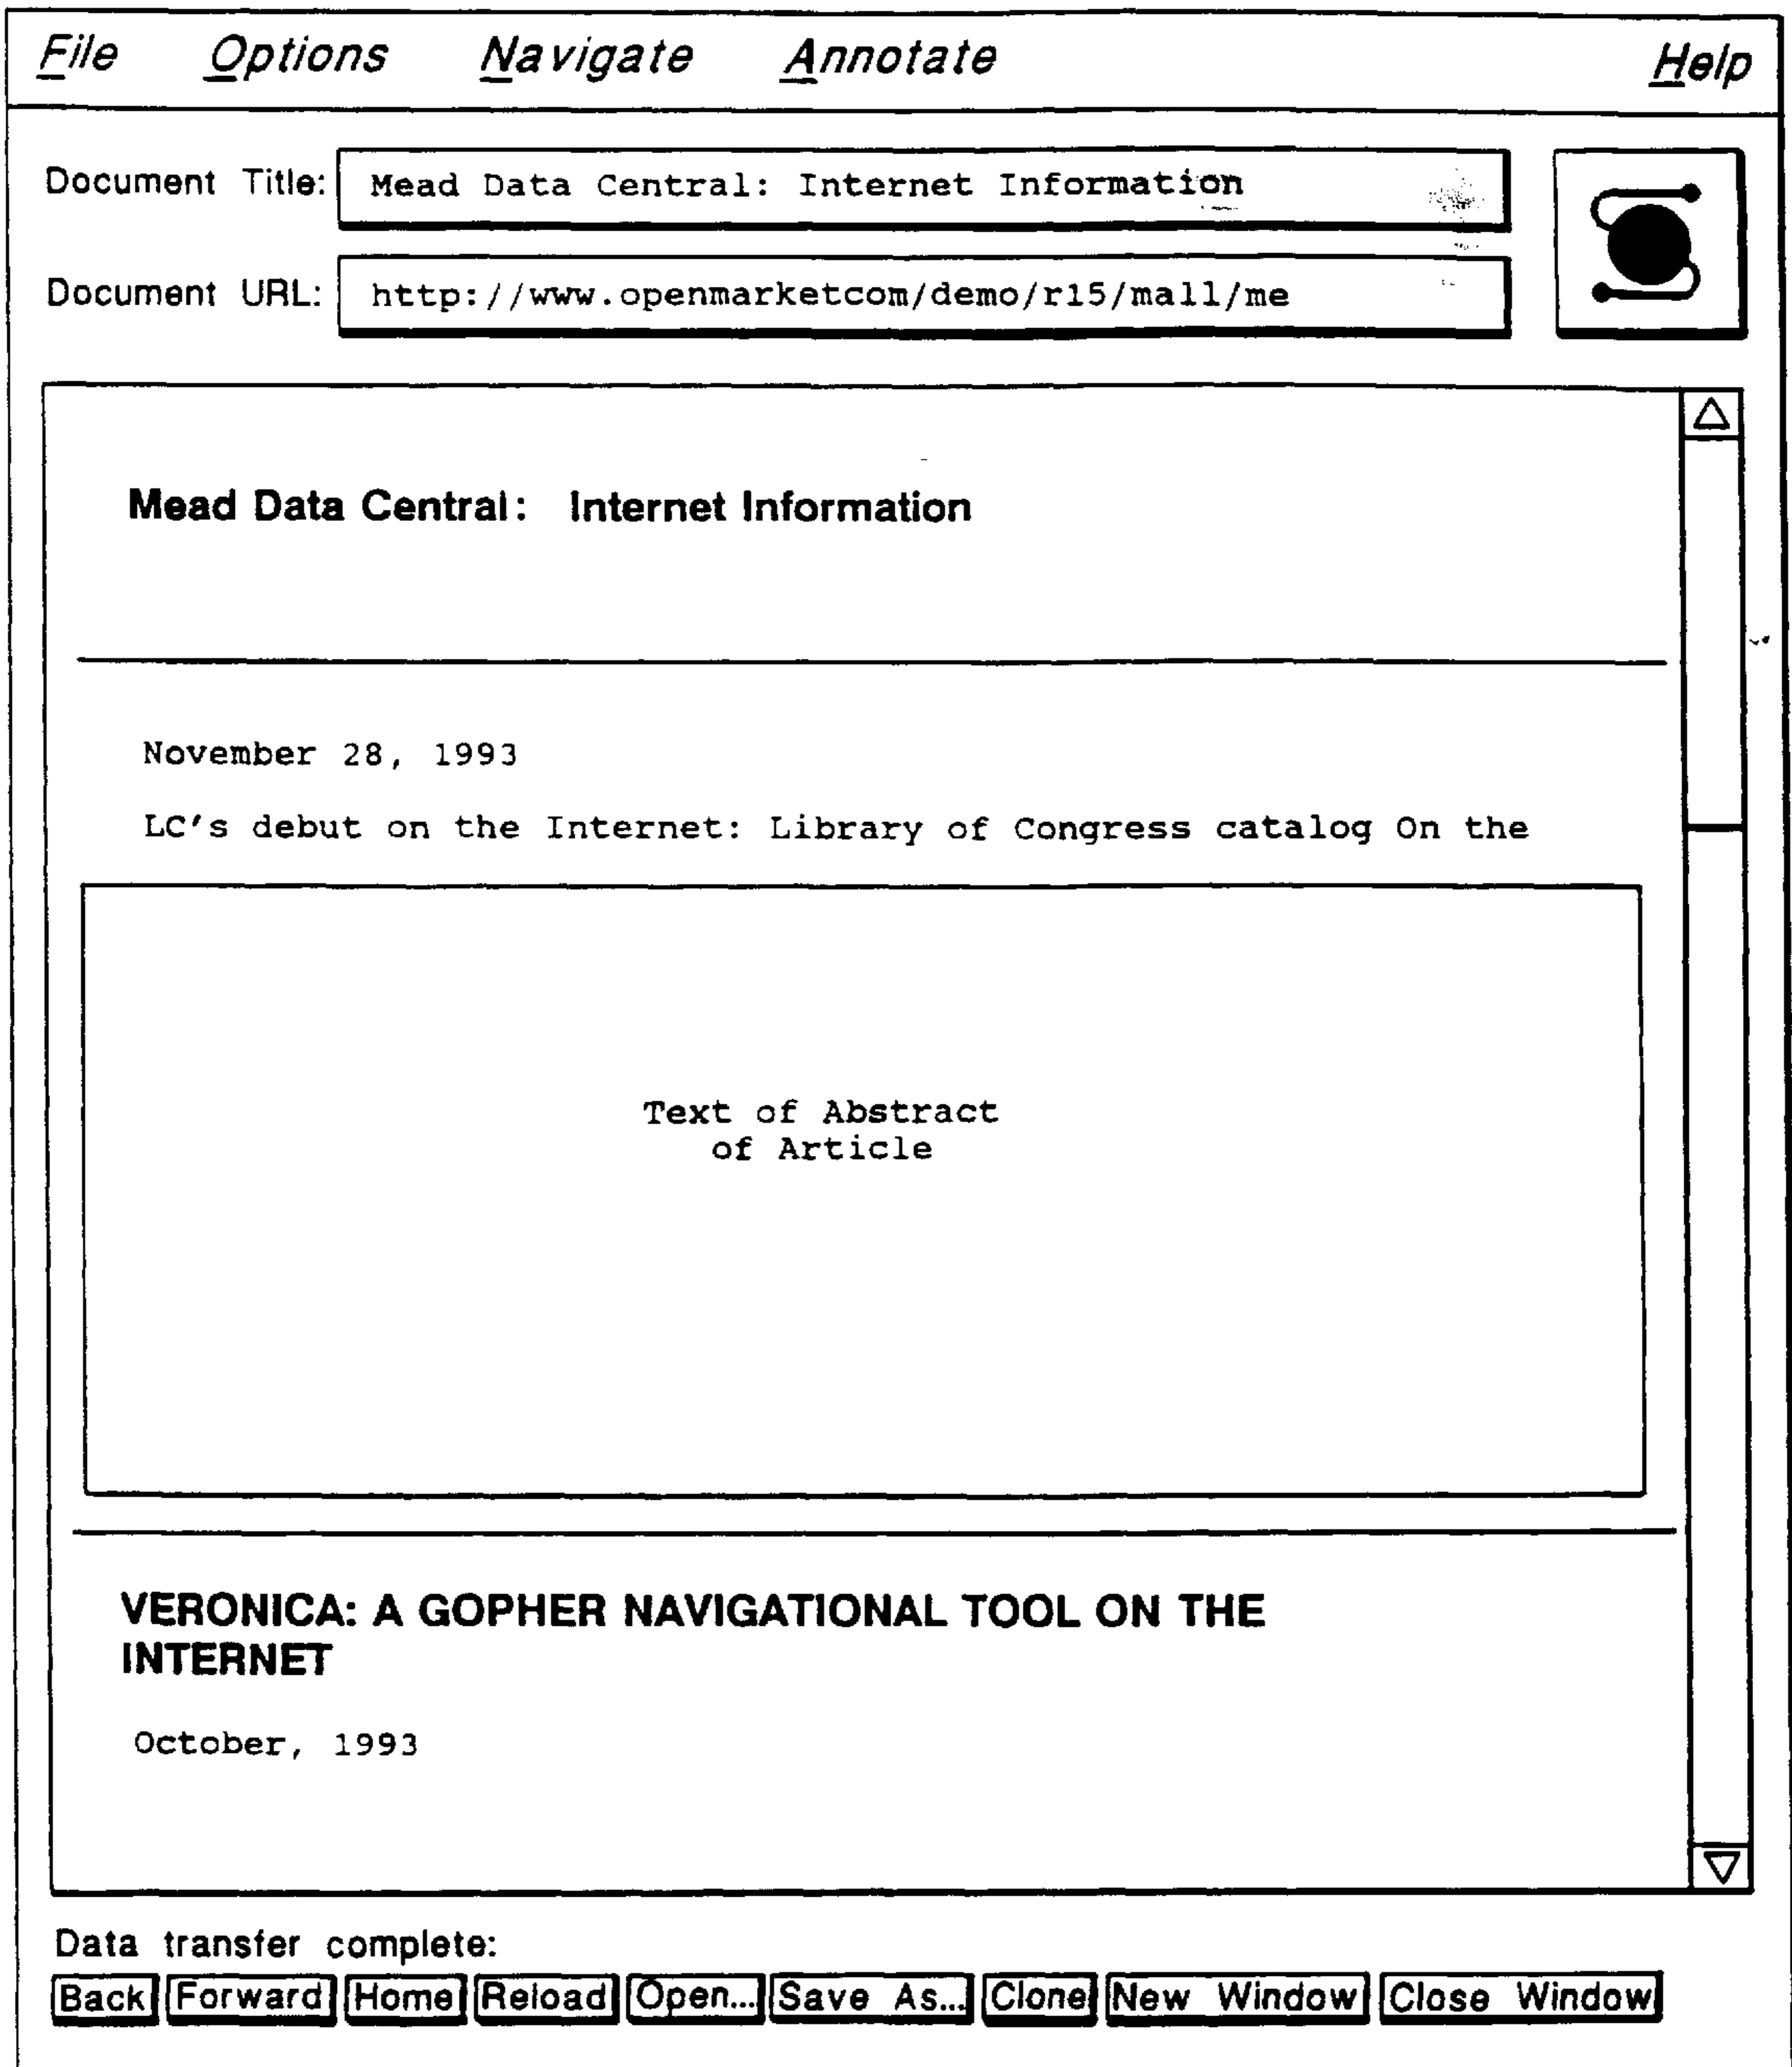 File Options Navigate Annotate Help
Document Title: Mead Data Central: Internet Information
Document URL: http://www.openmarketcom/demo/r15/mall/me
Mead Data Central: Internet Information
November 28, 1993
LC's debut on the Internet: Library of Congress catalog On the
Text of Abstract
of Article
VERONICA: A GOPHER NAVIGATIONAL TOOL ON THE
INTERNET
October, 1993
Data transfer complete:
Back Forward Home Reload Open... Save As... Clone New Window Close Window